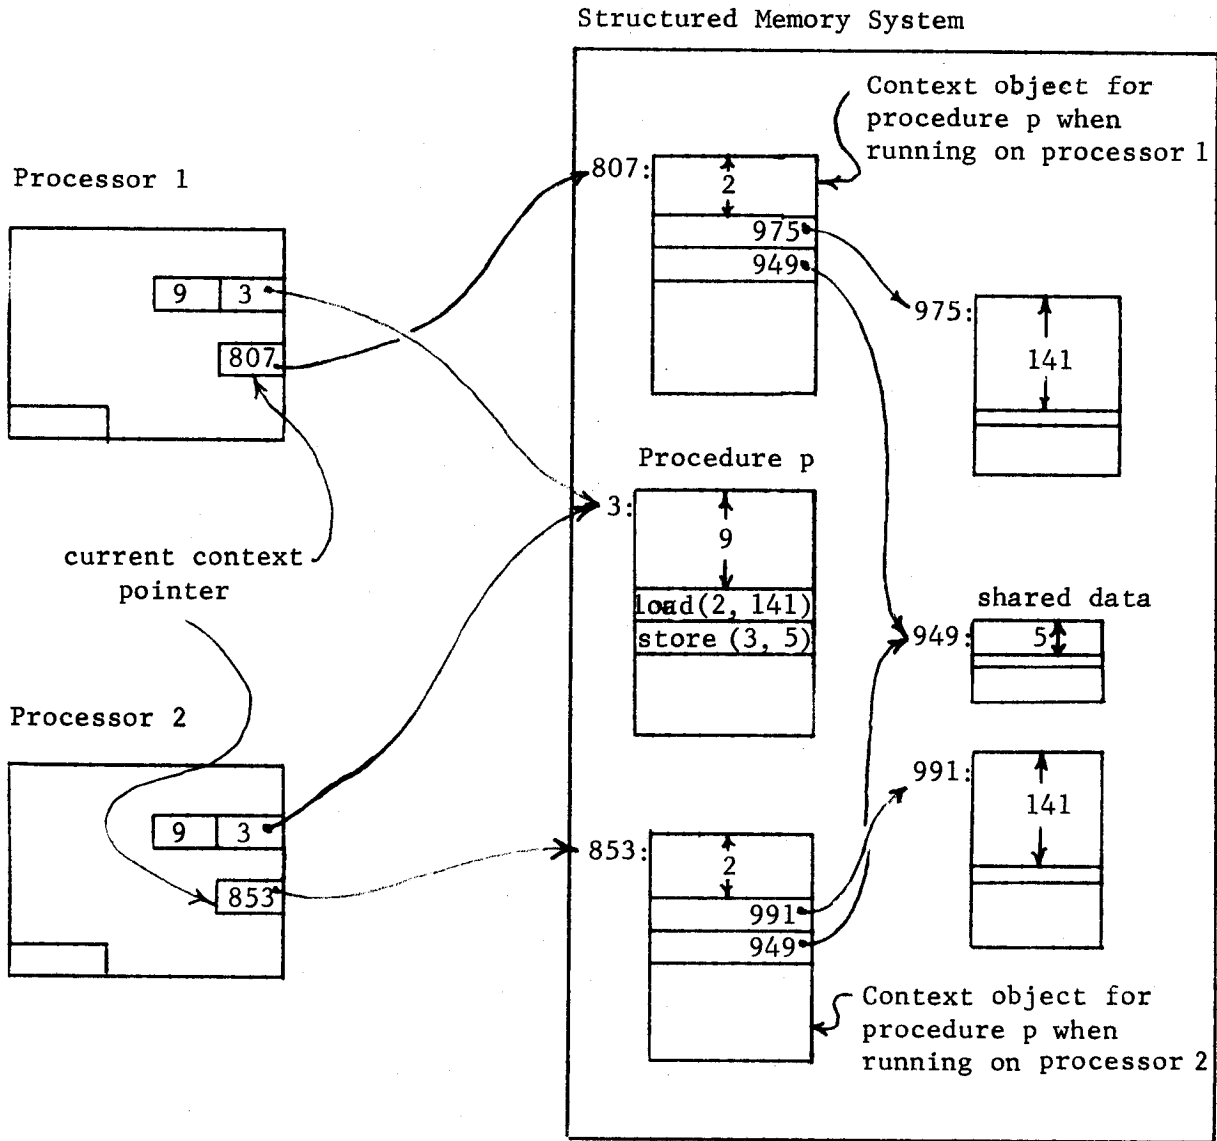 Structured Memory System
Context object for
procedure p when
running on processor 1
807:
2
975
949
Processor 1
9 3
807
975:
141
Procedure p
3:
9
load(2, 141)
store (3, 5)
current context
pointer
shared data
949:
5
Processor 2
9 3
853
991:
141
853:
2
991
949
Context object for
procedure p when
running on processor 2